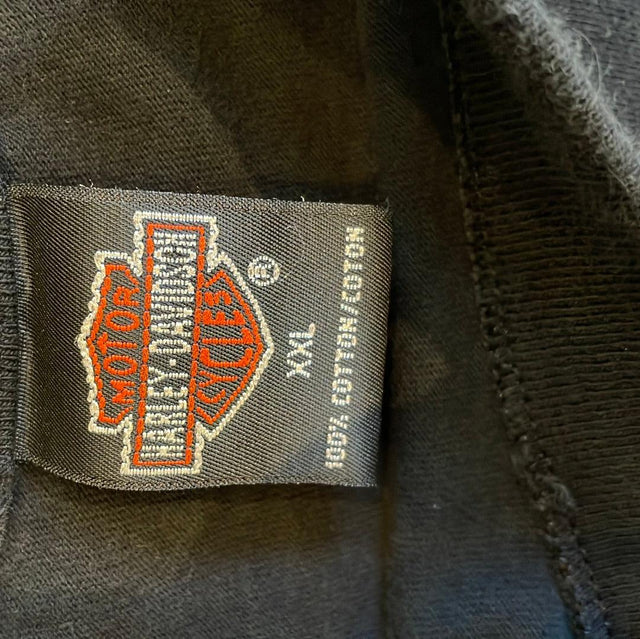 MOTOR
HARLEY-DAVIDSON
CYCLES
®
XXL
100% COTTON/COTON